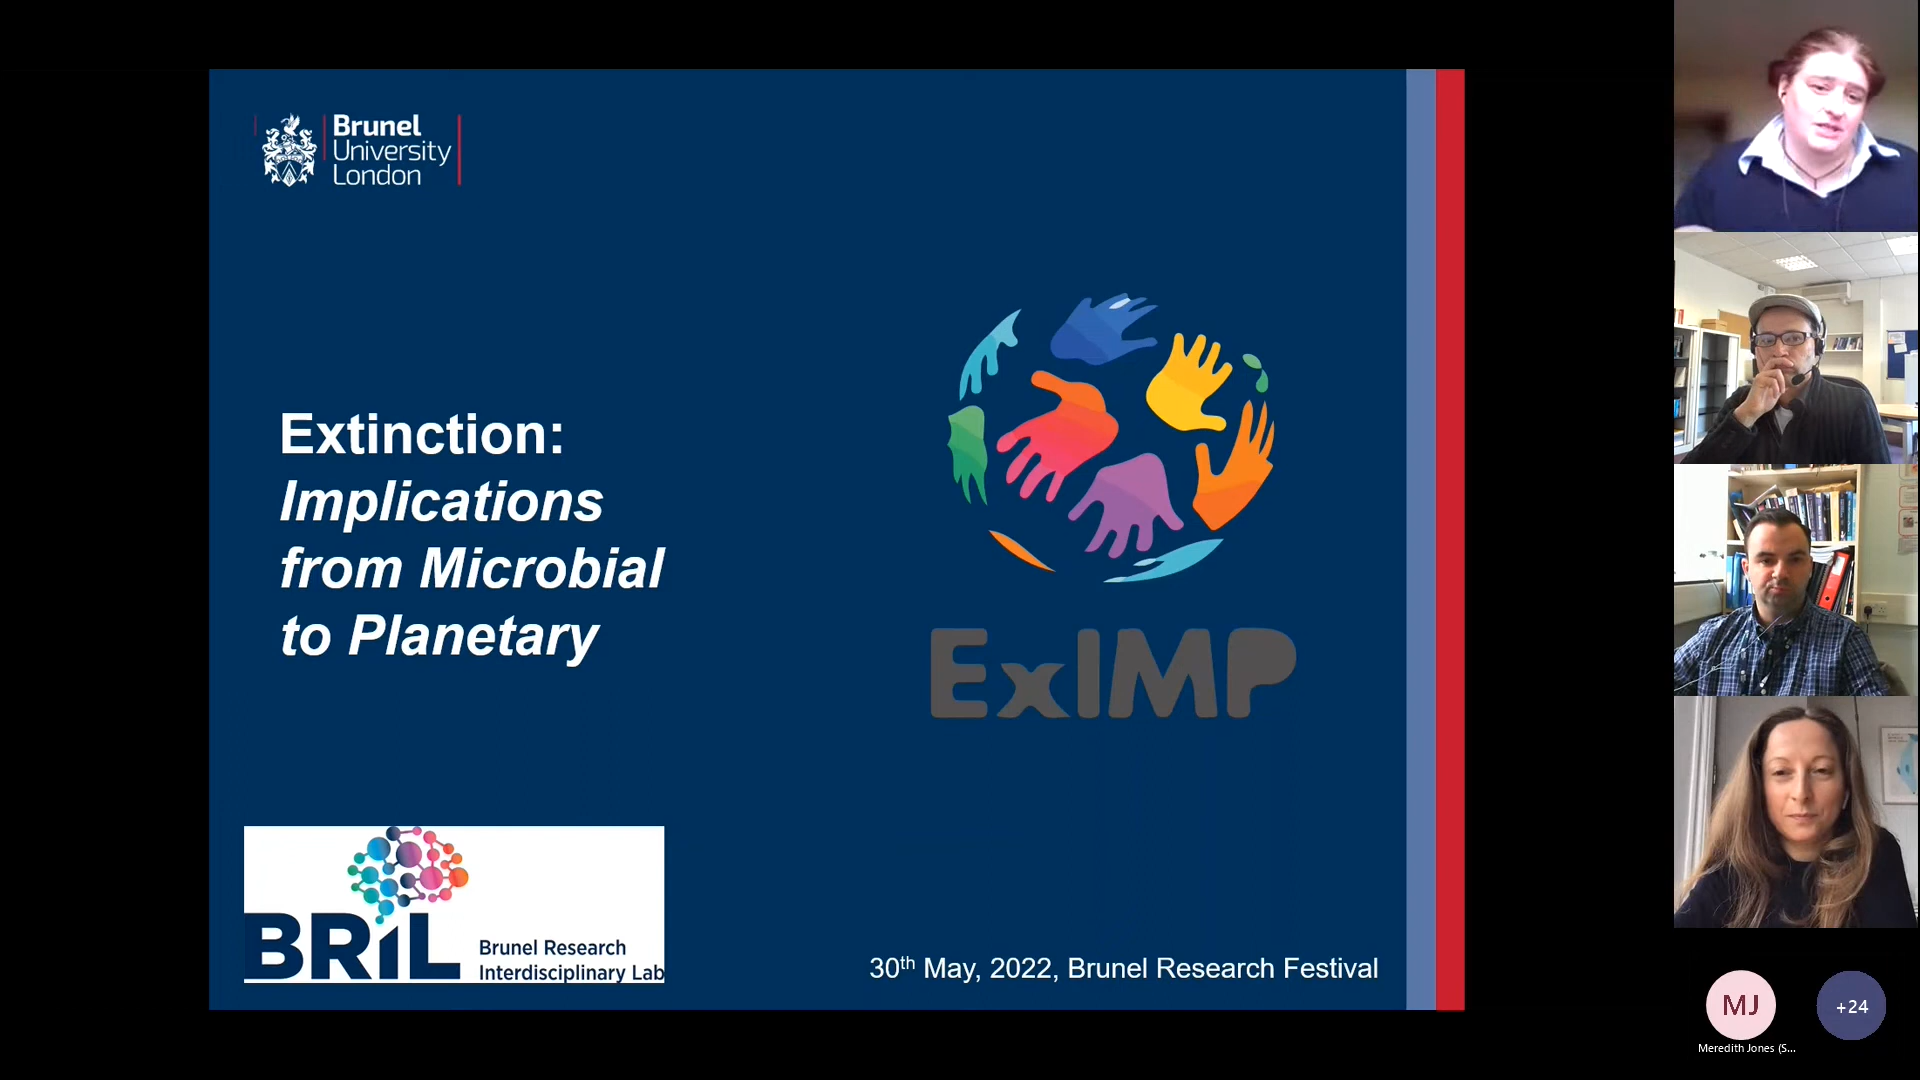 Brunel
University
London
Extinction:
Implications
from Microbial
to Planetary
ExIMP
BRIL
Brunel Research
Interdisciplinary Lab
30th May, 2022, Brunel Research Festival
MJ
+24
Meredith Jones (S...